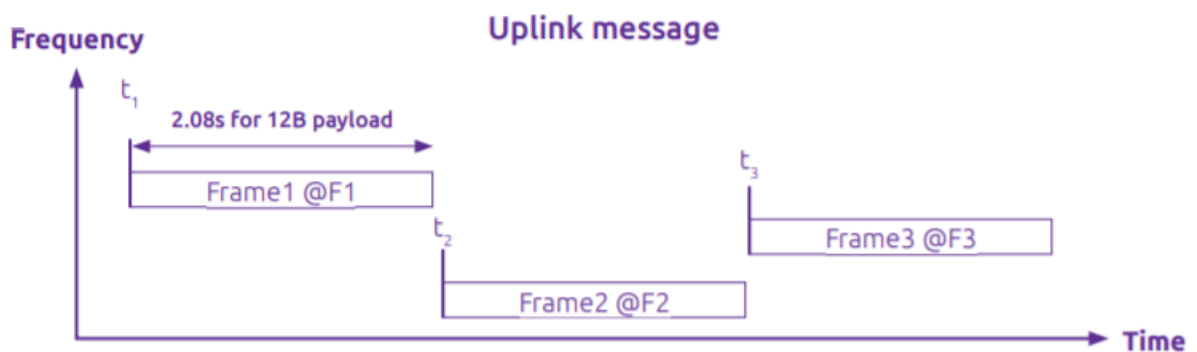 Uplink message
Frequency
t1
2.08s for 12B payload
Frame1 @F1
t2
Frame2 @F2
t3
Frame3 @F3
Time